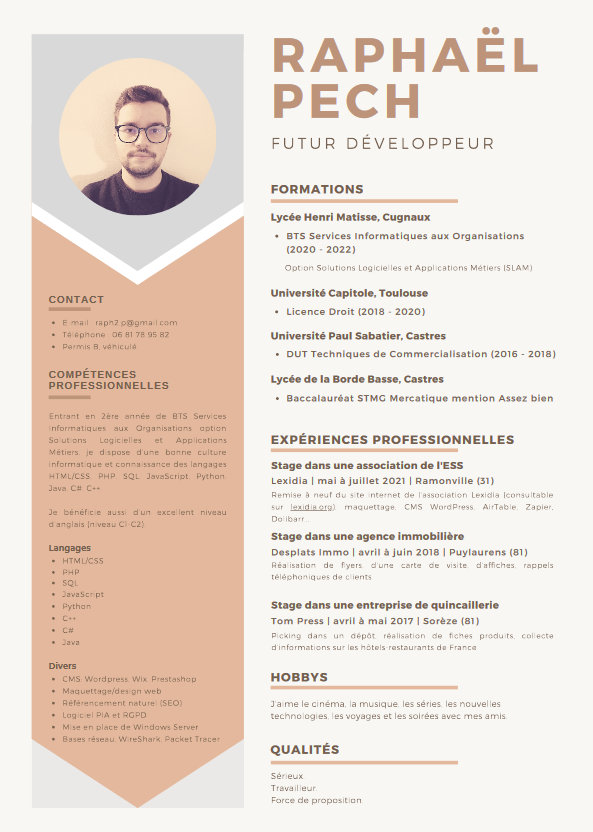 RAPHAËL
PECH
FUTUR DÉVELOPPEUR
CONTACT
E mail : raph2.p@gmail.com
Téléphone : 06 81 78 95 82
Permis B, véhiculé
COMPÉTENCES
PROFESSIONNELLES
Entrant en 2ère année de BTS Services
Informatiques aux Organisations option
Solutions Logicielles et Applications
Métiers, je dispose d'une bonne culture
informatique et connaissance des langages
HTML/CSS, PHP, SQL, JavaScript, Python,
Java, C#, C++.
Je bénéficie aussi d'un excellent niveau
d'anglais (niveau C1-C2).
Langages
HTML/CSS
PHP
SQL
JavaScript
Python
C++
C#
Java
Divers
CMS: Wordpress, Wix, Prestashop
Maquettage/design web
Référencement naturel (SEO)
Logiciel PIA et RGPD
Mise en place de Windows Server
Bases réseau, WireShark, Packet Tracer
FORMATIONS
Lycée Henri Matisse, Cugnaux
BTS Services Informatiques aux Organisations
(2020 - 2022)
Option Solutions Logicielles et Applications Métiers (SLAM)
Université Capitole, Toulouse
Licence Droit (2018 - 2020)
Université Paul Sabatier, Castres
DUT Techniques de Commercialisation (2016 - 2018)
Lycée de la Borde Basse, Castres
Baccalauréat STMG Mercatique mention Assez bien
EXPÉRIENCES PROFESSIONNELLES
Stage dans une association de l'ESS
Lexidia | mai à juillet 2021 | Ramonville (31)
Remise à neuf du site internet de l'association Lexidia (consultable
sur lexidia.org), maquettage, CMS WordPress, AirTable, Zapier,
Dolibarr...
Stage dans une agence immobilière
Desplats Immo | avril à juin 2018 | Puylaurens (81)
Réalisation de flyers, d'une carte de visite, d'affiches, rappels
téléphoniques de clients
Stage dans une entreprise de quincaillerie
Tom Press | avril à mai 2017 | Sorèze (81)
Picking dans un dépôt, réalisation de fiches produits, collecte
d'informations sur les hôtels-restaurants de France
HOBBYS
J'aime le cinéma, la musique, les séries, les nouvelles
technologies, les voyages et les soirées avec mes amis.
QUALITÉS
Sérieux
Travailleur
Force de proposition